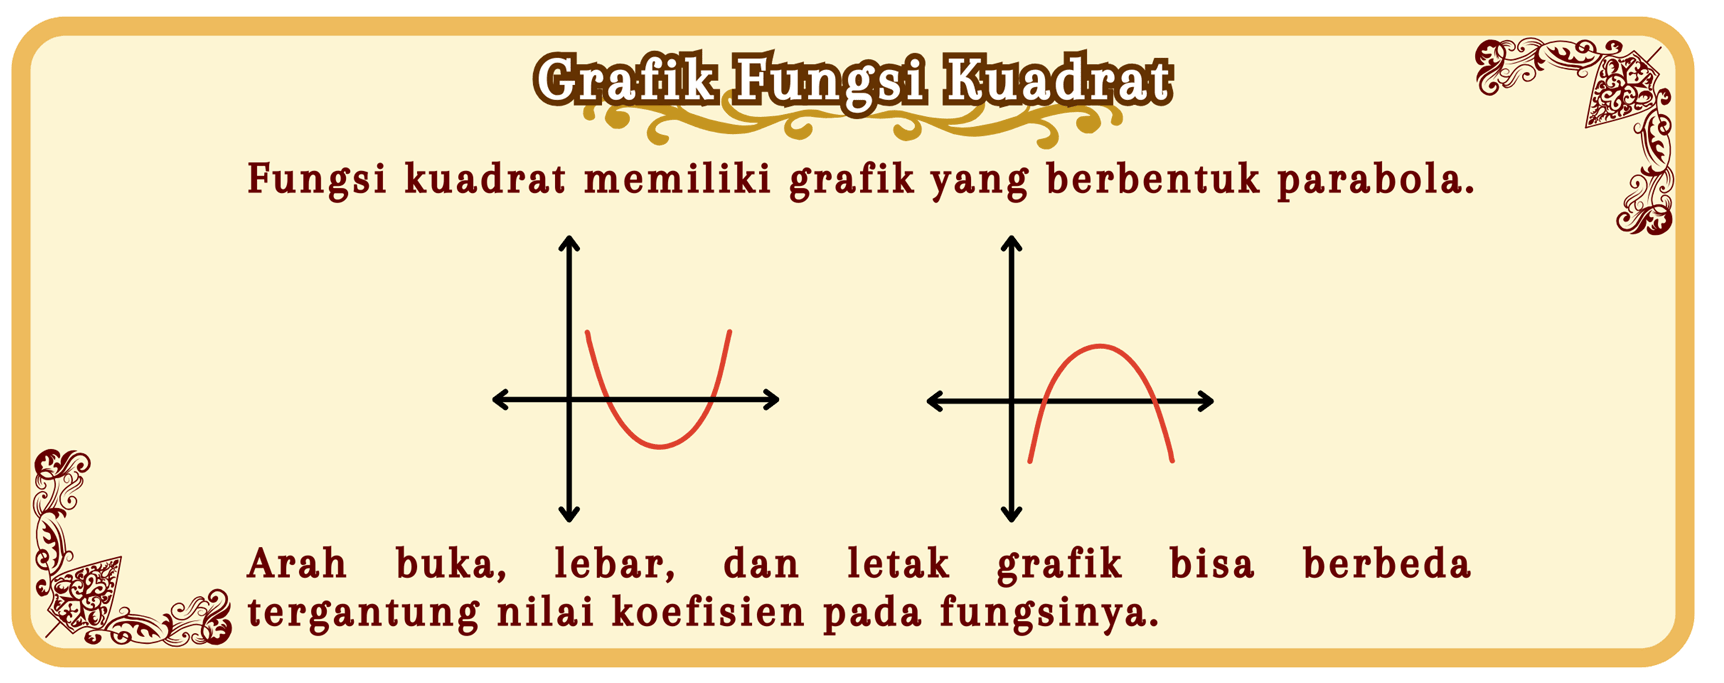 Grafik Fungsi Kuadrat
Fungsi kuadrat memiliki grafik yang berbentuk parabola.
Arah buka, lebar, dan letak grafik bisa berbeda
tergantung nilai koefisien pada fungsinya.